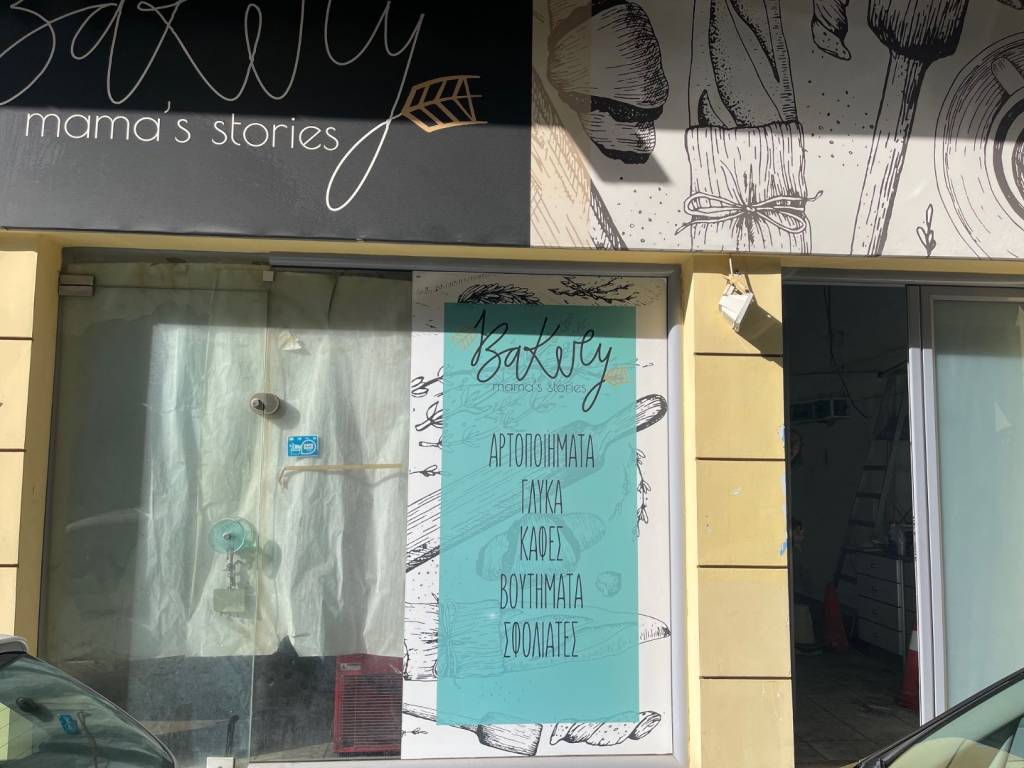 Bakery
mama's stories
Bakery
mama's stories
ΑΡΤΟΠΟΙΗΜΑΤΑ
ΓΛΥΚΑ
ΚΑΦΕΣ
ΒΟΥΤΗΜΑΤΑ
ΣΦΟΛΙΑΤΕΣ